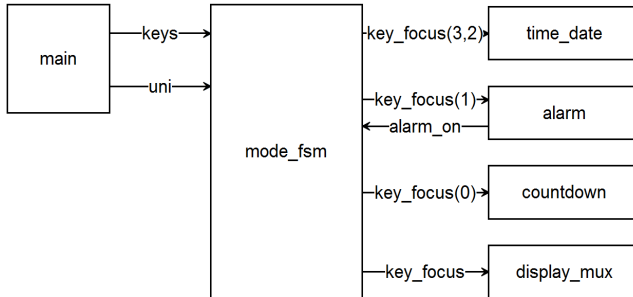 main
keys
uni
mode_fsm
key_focus(3,2)
time_date
key_focus(1)
alarm_on
alarm
key_focus(0)
countdown
key_focus
display_mux